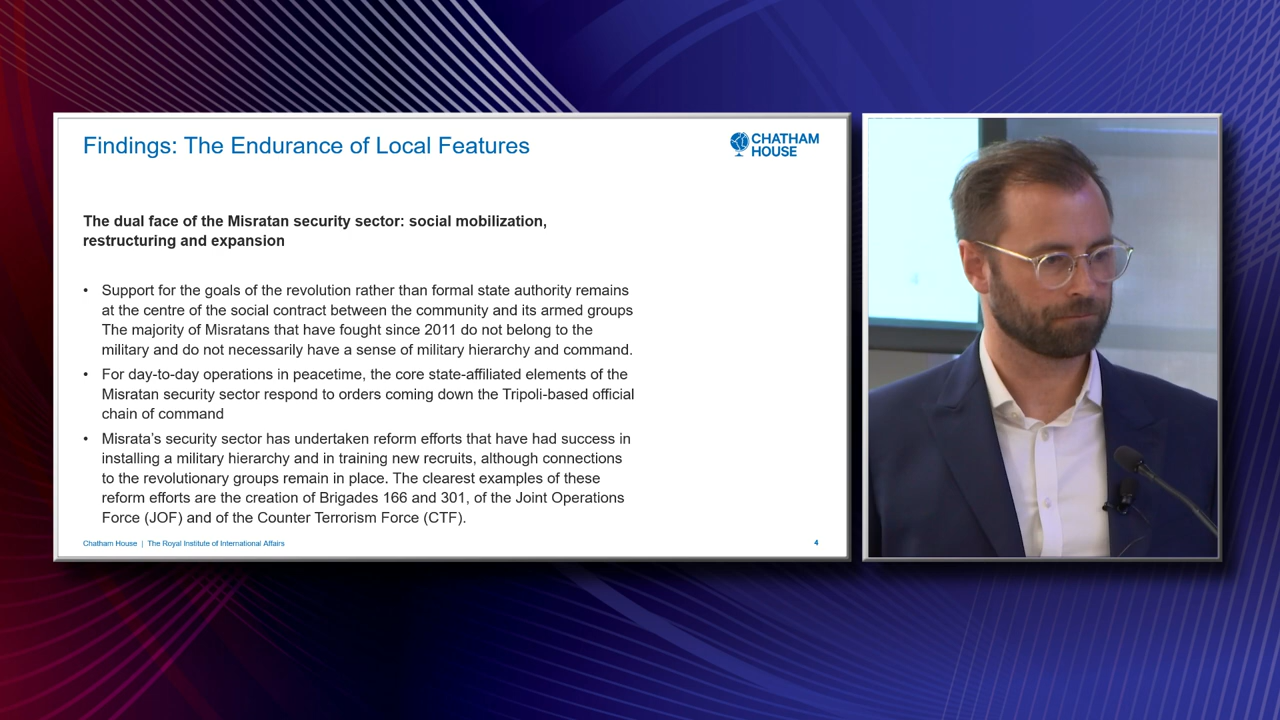 Findings: The Endurance of Local Features
CHATHAM
HOUSE
The dual face of the Misratan security sector: social mobilization,
restructuring and expansion
• Support for the goals of the revolution rather than formal state authority remains
at the centre of the social contract between the community and its armed groups
The majority of Misratans that have fought since 2011 do not belong to the
military and do not necessarily have a sense of military hierarchy and command.
• For day-to-day operations in peacetime, the core state-affiliated elements of the
Misratan security sector respond to orders coming down the Tripoli-based official
chain of command
• Misrata’s security sector has undertaken reform efforts that have had success in
installing a military hierarchy and in training new recruits, although connections
to the revolutionary groups remain in place. The clearest examples of these
reform efforts are the creation of Brigades 166 and 301, of the Joint Operations
Force (JOF) and of the Counter Terrorism Force (CTF).
Chatham House | The Royal Institute of International Affairs
4